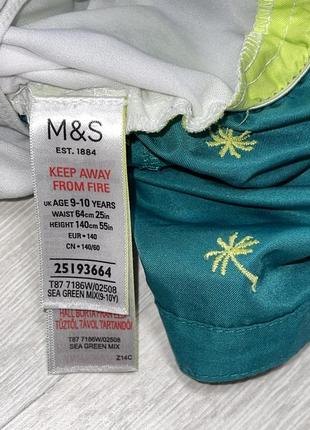 M&S
EST. 1884
KEEP AWAY
FROM FIRE
UK AGE 9-10 YEARS
WAIST 64cm 25in
HEIGHT 140cm 55in
EUR • 140
CN • 140/60
25193664
T87 7186W/02508
SEA GREEN MIX(9-10Y)
TŰZTŐL TÁVOL TARTANDÓ!
T87 7186W/02508
SEA GREEN MIX
Z14C